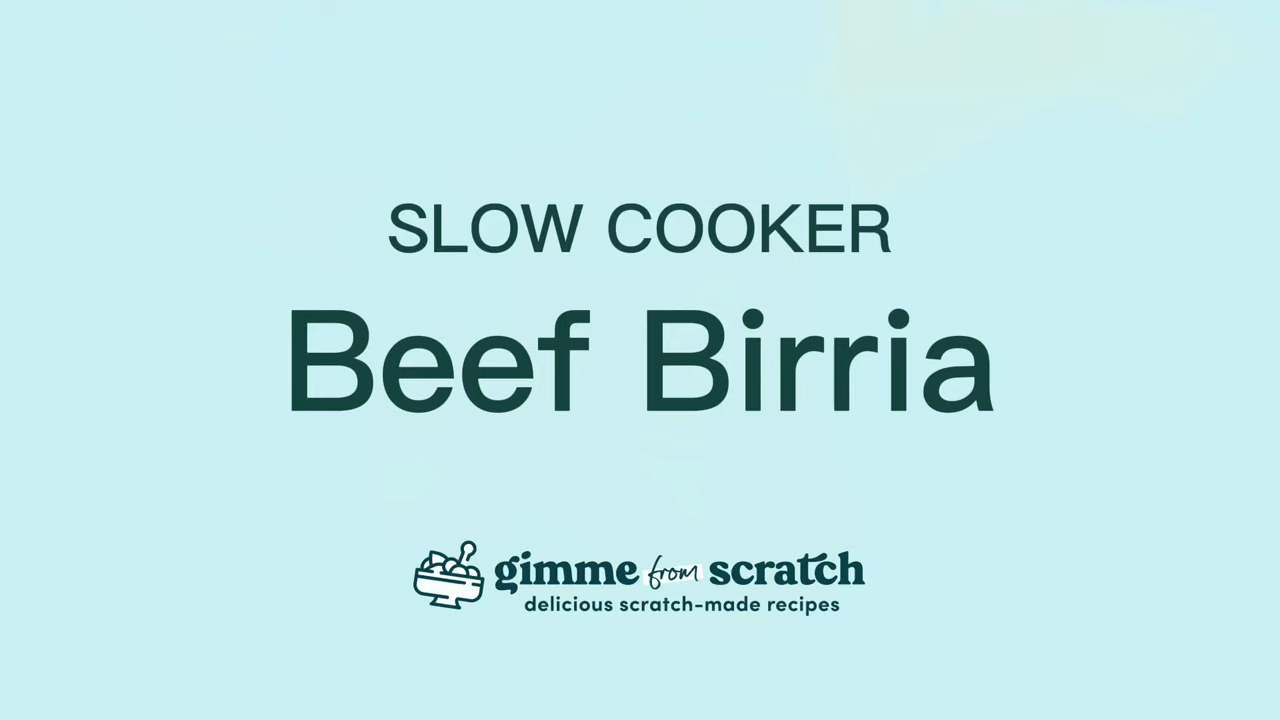 SLOW COOKER
Beef Birria
gimme from scratch
delicious scratch-made recipes